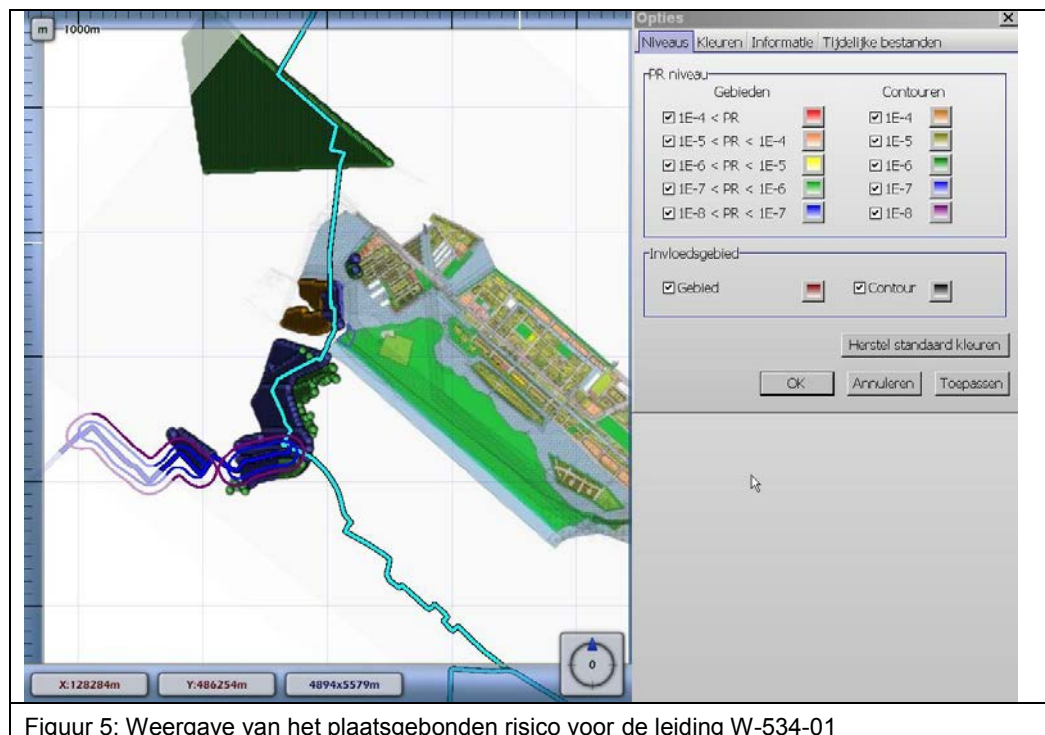 m
1000m
Opties
Niveaus Kleuren Informatie Tijdelijke bestanden
PR niveau
Gebieden Contouren
1E-4 < PR 1E-4
1E-5 < PR < 1E-4 1E-5
1E-6 < PR < 1E-5 1E-6
1E-7 < PR < 1E-6 1E-7
1E-8 < PR < 1E-7 1E-8
Invloedsgebied
Gebied Contour
Herstel standaard kleuren
OK Annuleren Toepassen
0
X:128284m Y:486254m 4894x5579m
Figuur 5: Weergave van het plaatsgebonden risico voor de leiding W-534-01